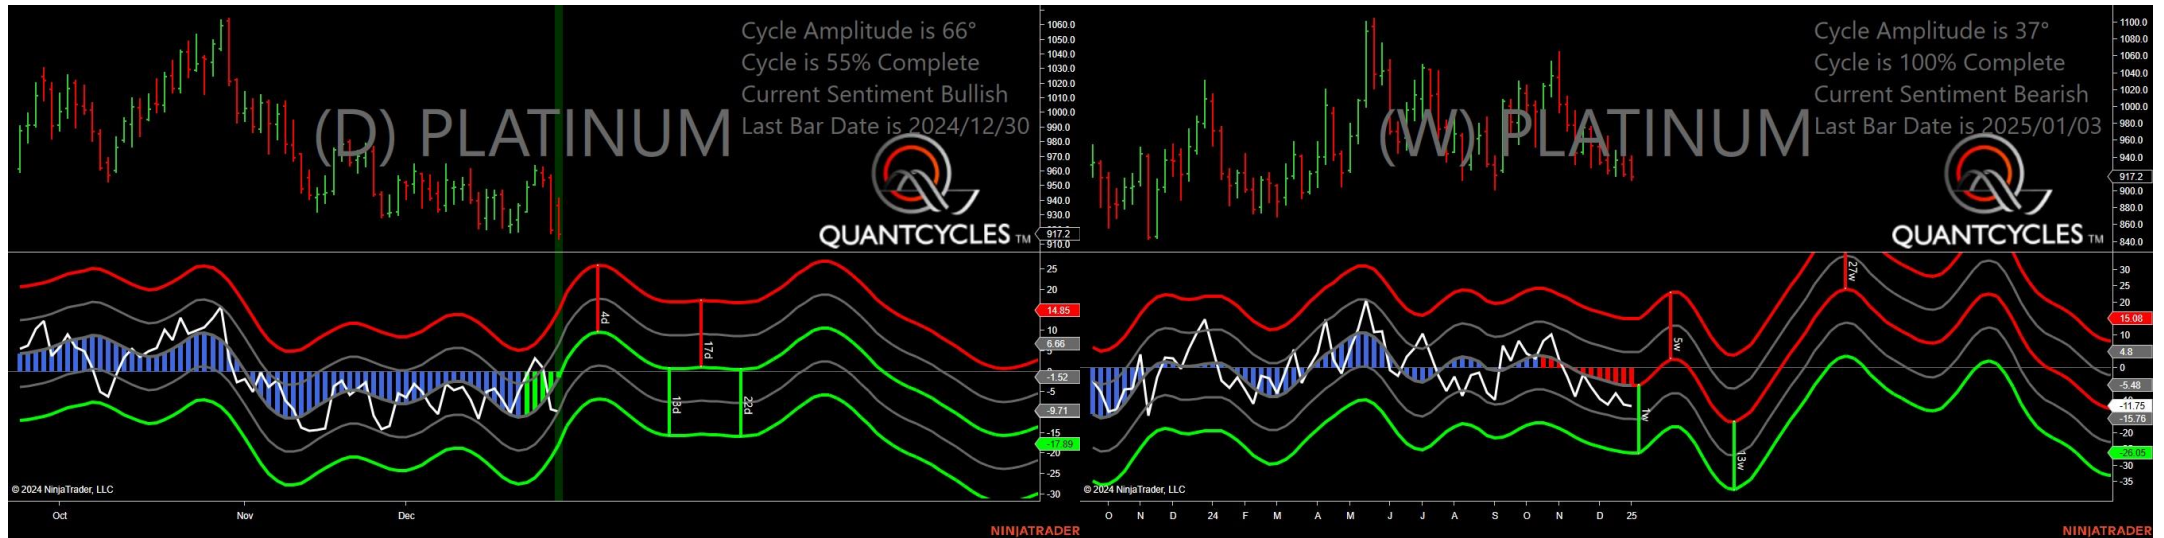 Cycle Amplitude is 66°
Cycle is 55% Complete
Current Sentiment Bullish
Last Bar Date is 2024/12/30
(D) PLATINUM
QUANTCYCLES TM
1060.0
1050.0
1040.0
1030.0
1020.0
1010.0
1000.0
990.0
980.0
970.0
960.0
950.0
940.0
930.0
917.2
910.0
25
20
14.85
10
6.66
5
0
-1.52
-5
-9.71
-15
-17.89
-20
-25
-30
4d
17d
13d
22d
© 2024 NinjaTrader, LLC
Oct Nov Dec
NINJATRADER
Cycle Amplitude is 37°
Cycle is 100% Complete
Current Sentiment Bearish
Last Bar Date is 2025/01/03
(W) PLATINUM
QUANTCYCLES TM
1100.0
1080.0
1060.0
1040.0
1020.0
1000.0
980.0
960.0
940.0
917.2
900.0
880.0
860.0
840.0
30
25
20
15.08
10
4.8
0
-5.48
-11.75
-15.76
-20
-26.05
-30
-35
5w
27w
1w
13w
© 2024 NinjaTrader, LLC
O N D 24 F M A M J J A S O N D 25
NINJATRADER